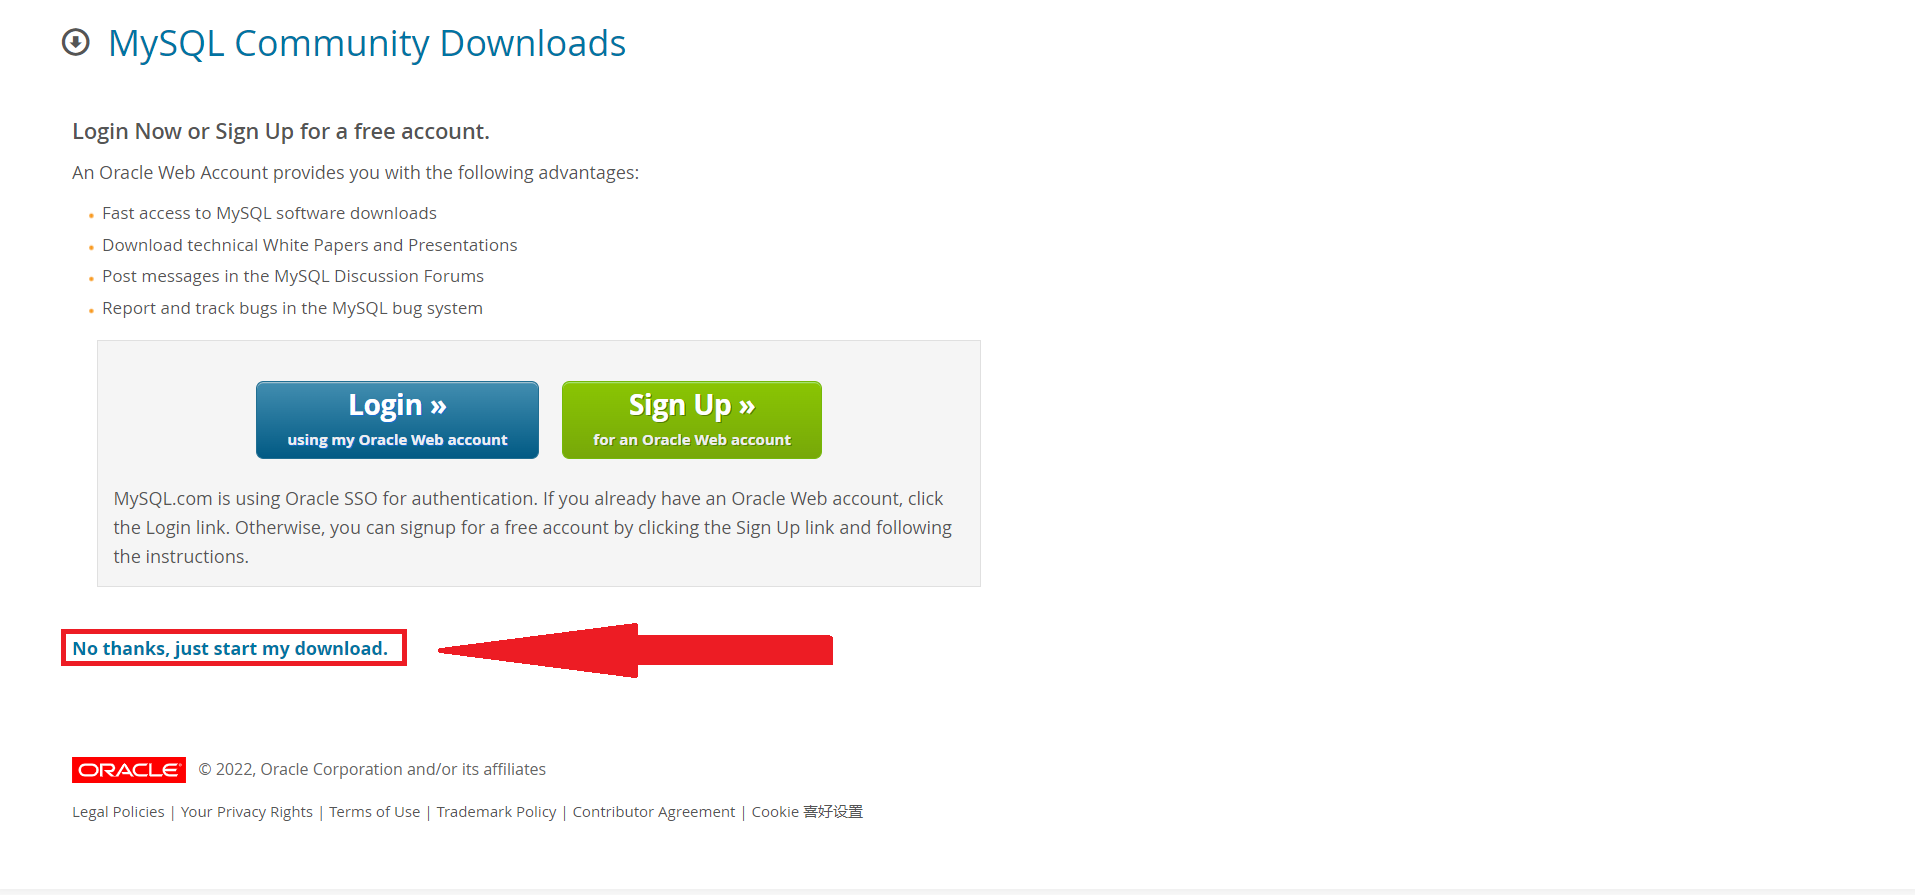 MySQL Community Downloads
Login Now or Sign Up for a free account.
An Oracle Web Account provides you with the following advantages:
Fast access to MySQL software downloads
Download technical White Papers and Presentations
Post messages in the MySQL Discussion Forums
Report and track bugs in the MySQL bug system
Login »
using my Oracle Web account
Sign Up »
for an Oracle Web account
MySQL.com is using Oracle SSO for authentication. If you already have an Oracle Web account, click
the Login link. Otherwise, you can signup for a free account by clicking the Sign Up link and following
the instructions.
No thanks, just start my download.
ORACLE © 2022, Oracle Corporation and/or its affiliates
Legal Policies | Your Privacy Rights | Terms of Use | Trademark Policy | Contributor Agreement | Cookie 喜好设置